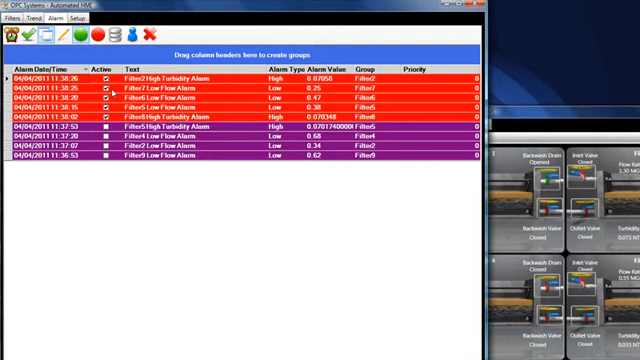 OPC Systems - Automated HMI
Filters Trend Alarm Setup
Drag column headers here to create groups
Alarm Date/Time Active Text Alarm Type Alarm Value Group Priority
04/04/2011 11:38:26 Filter2 High Turbidity Alarm High 0.07058 Filter2 0
04/04/2011 11:38:25 Filter7 Low Flow Alarm Low 0.25 Filter7 0
04/04/2011 11:38:20 Filter6 Low Flow Alarm Low 0.47 Filter6 0
04/04/2011 11:38:15 Filter5 Low Flow Alarm Low 0.38 Filter5 0
04/04/2011 11:38:02 Filter8 High Turbidity Alarm High 0.070348 Filter8 0
04/04/2011 11:37:53 Filter5 High Turbidity Alarm High 0.0701740000 Filter5 0
04/04/2011 11:37:20 Filter4 Low Flow Alarm Low 0.68 Filter4 0
04/04/2011 11:37:07 Filter2 Low Flow Alarm Low 0.34 Filter2 0
04/04/2011 11:36:53 Filter9 Low Flow Alarm Low 0.62 Filter9 0
1 Backwash Drain Opened Inlet Valve Closed Flow Ra
1.30 MG
Backwash Valve Closed Outlet Valve Closed Turbidity
0.073 NT
4 Backwash Drain Closed Inlet Valve Closed Flow Rat
0.55 MG
Backwash Valve Closed Outlet Valve Closed Turbidity
0.033 NT